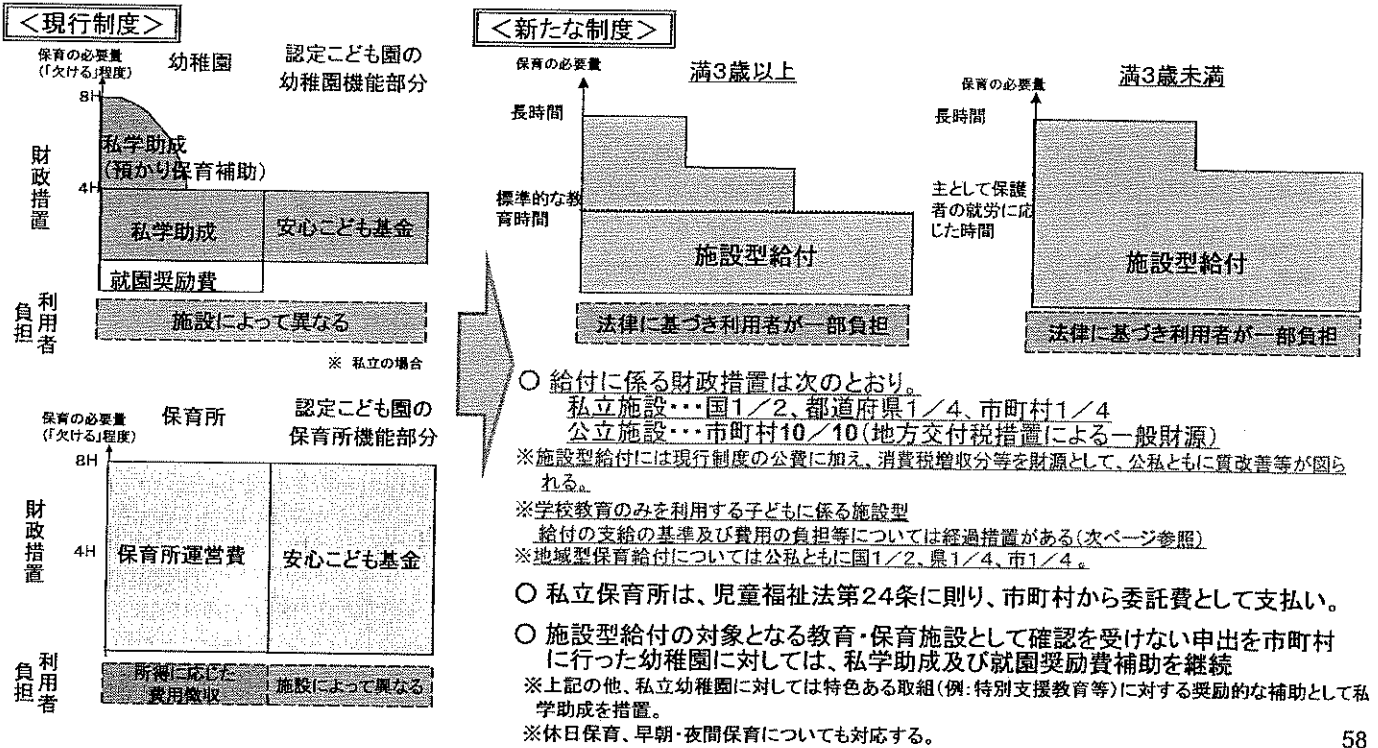 ＜現行制度＞
保育の必要量
(「欠ける」程度)
幼稚園
認定こども園の
幼稚園機能部分
8H
財政措置
私学助成
(預かり保育補助)
4H
私学助成
安心こども基金
就園奨励費
利用者負担
施設によって異なる
※ 私立の場合
保育の必要量
(「欠ける」程度)
保育所
認定こども園の
保育所機能部分
8H
財政措置
4H
保育所運営費
安心こども基金
利用者負担
所得に応じた
費用徴収
施設によって異なる
＜新たな制度＞
保育の必要量
満3歳以上
長時間
標準的な教
育時間
施設型給付
法律に基づき利用者が一部負担
保育の必要量
満3歳未満
長時間
主として保護
者の就労に応
じた時間
施設型給付
法律に基づき利用者が一部負担
○ 給付に係る財政措置は次のとおり。
私立施設･･･国1／2、都道府県1／4、市町村1／4
公立施設･･･市町村10／10(地方交付税措置による一般財源)
※施設型給付には現行制度の公費に加え、消費税増収分等を財源として、公私ともに質改善等が図ら
れる。
※学校教育のみを利用する子どもに係る施設型
給付の支給の基準及び費用の負担等については経過措置がある(次ページ参照)
※地域型保育給付については公私ともに国1／2、県1／4、市1／4。
○ 私立保育所は、児童福祉法第24条に則り、市町村から委託費として支払い。
○ 施設型給付の対象となる教育･保育施設として確認を受けない申出を市町村
に行った幼稚園に対しては、私学助成及び就園奨励費補助を継続
※上記の他、私立幼稚園に対しては特色ある取組(例:特別支援教育等)に対する奨励的な補助として私
学助成を措置。
※休日保育、早朝･夜間保育についても対応する。
58